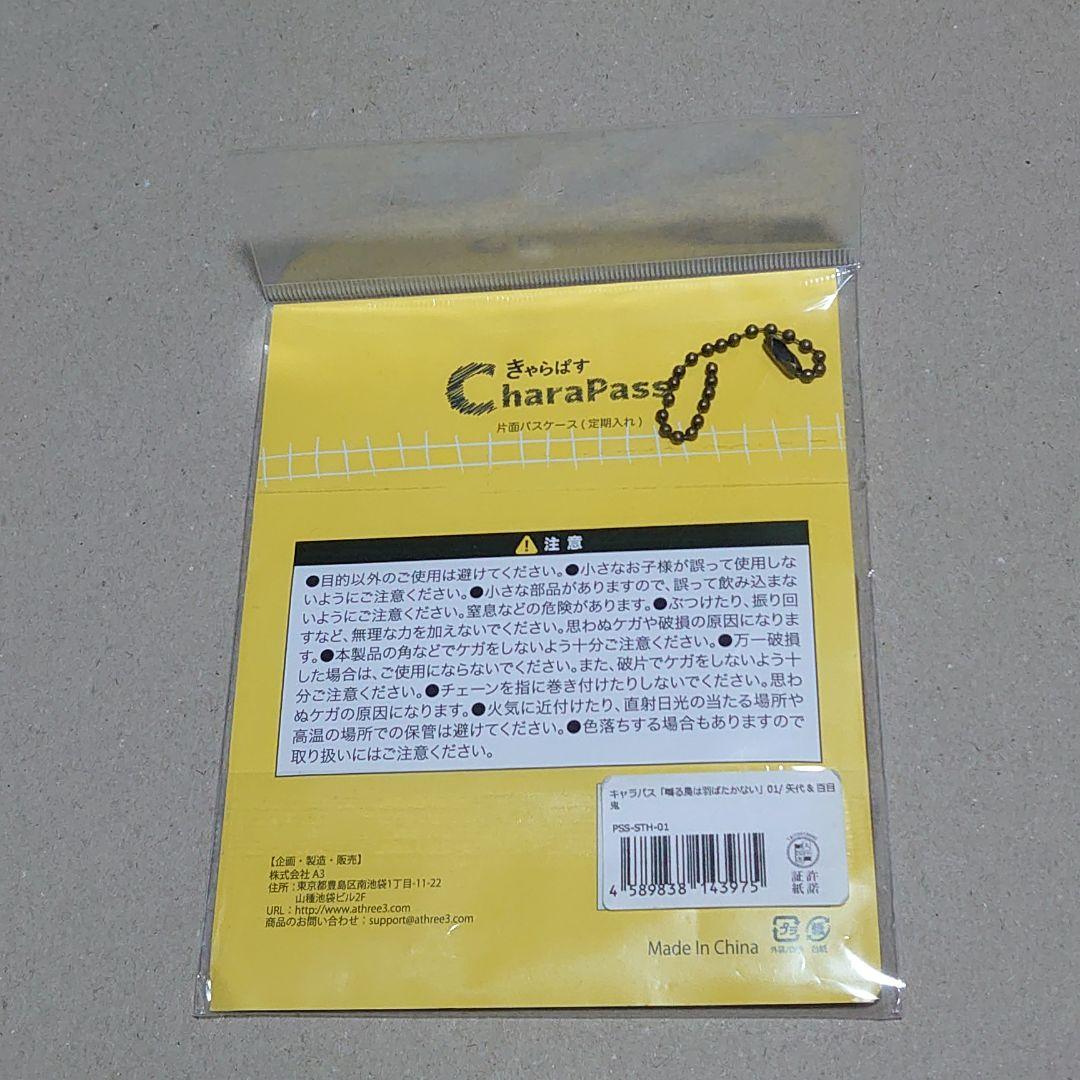 きゃらぱす
CharaPass
片面パスケース(定期入れ)
注意
●目的以外のご使用は避けてください。●小さなお子様が誤って使用しな
いようにご注意ください。●小さな部品がありますので、誤って飲み込まな
いようにご注意ください。窒息などの危険があります。●ぶつけたり、振り回
すなど、無理な力を加えないでください。思わぬケガや破損の原因になりま
す。●本製品の角などでケガをしないよう十分ご注意ください。●万一破損
した場合は、ご使用にならないでください。また、破片でケガをしないよう十
分ご注意ください。●チェーンを指に巻き付けたりしないでください。思わ
ぬケガの原因になります。●火気に近付けたり、直射日光の当たる場所や
高温の場所での保管は避けてください。●色落ちする場合もありますので
取り扱いにはご注意ください。
キャラパス「囀る鳥は羽ばたかない」01/ 矢代 & 百目
鬼
PSS-STH-01
4 589838 143975
許諾
証紙
【企画・製造・販売】
株式会社 A3
住所：東京都豊島区南池袋1丁目-11-22
山種池袋ビル2F
URL：http://www.athree3.com
商品のお問い合わせ：support@athree3.com
Made In China
プラ
紙
台紙